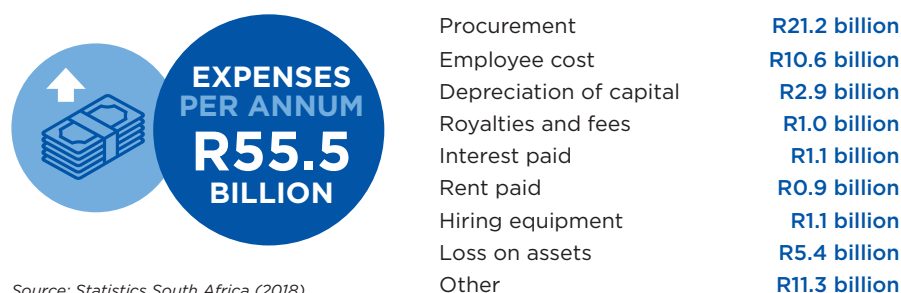 EXPENSES
PER ANNUM
R55.5
BILLION
Procurement R21.2 billion
Employee cost R10.6 billion
Depreciation of capital R2.9 billion
Royalties and fees R1.0 billion
Interest paid R1.1 billion
Rent paid R0.9 billion
Hiring equipment R1.1 billion
Loss on assets R5.4 billion
Other R11.3 billion
Source: Statistics South Africa (2018)